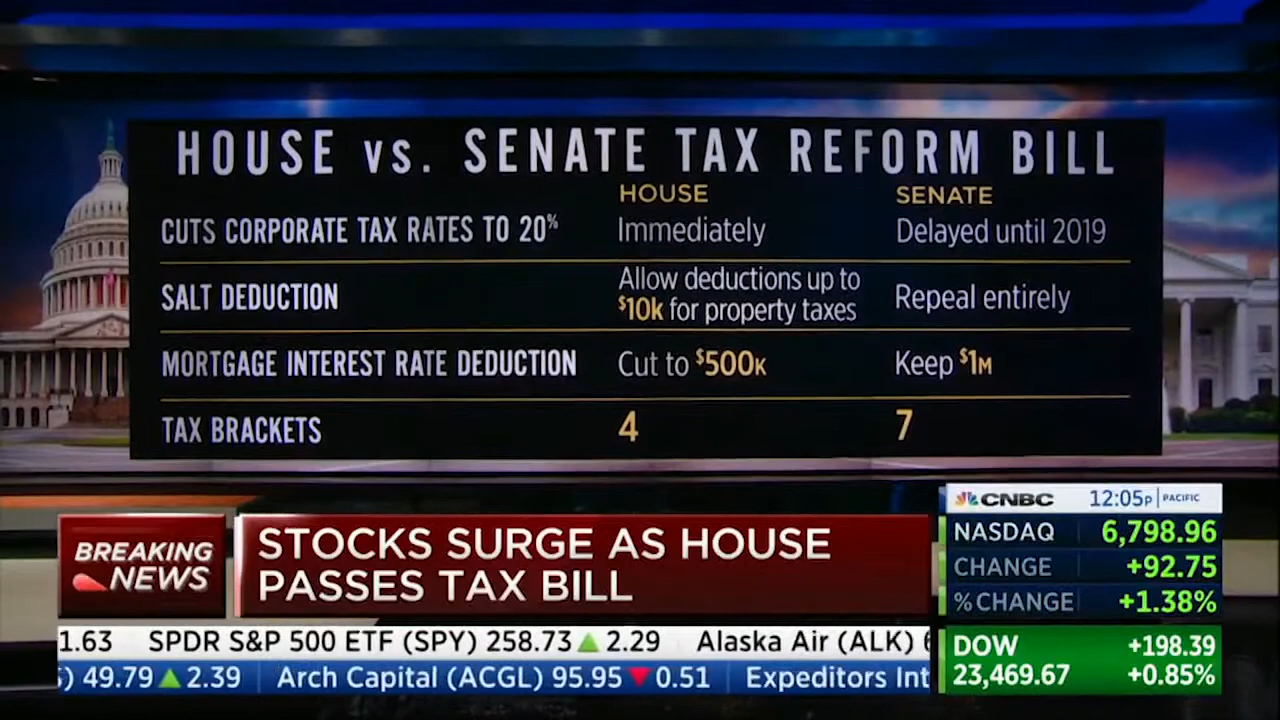 HOUSE vs. SENATE TAX REFORM BILL
HOUSE SENATE
CUTS CORPORATE TAX RATES TO 20% Immediately Delayed until 2019
SALT DEDUCTION Allow deductions up to
$10k for property taxes Repeal entirely
MORTGAGE INTEREST RATE DEDUCTION Cut to $500K Keep $1M
TAX BRACKETS 4 7
BREAKING
NEWS
STOCKS SURGE AS HOUSE
PASSES TAX BILL
CNBC 12:05P PACIFIC
NASDAQ 6,798.96
CHANGE +92.75
% CHANGE +1.38%
DOW +198.39
23,469.67 +0.85%
1.63 SPDR S&P 500 ETF (SPY) 258.73 ▲ 2.29 Alaska Air (ALK)
) 49.79 ▲ 2.39 Arch Capital (ACGL) 95.95 ▼ 0.51 Expeditors Int